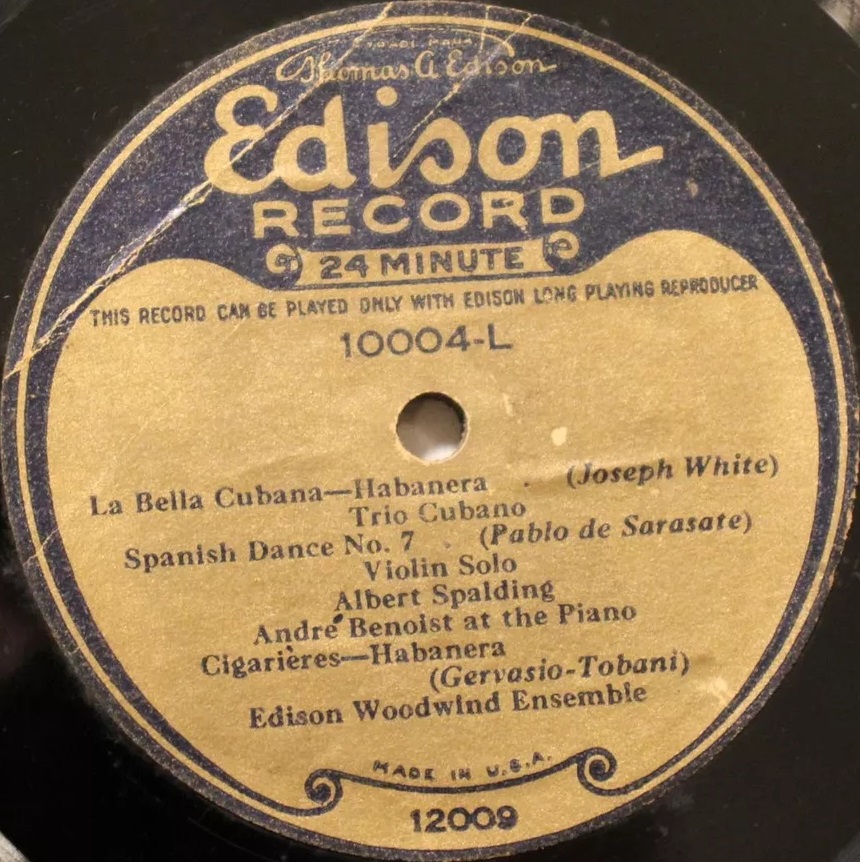 TRADE MARK
Thomas A Edison
Edison
RECORD
24 MINUTE
THIS RECORD CAN BE PLAYED ONLY WITH EDISON LONG PLAYING REPRODUCER
10004-L
La Bella Cubana—Habanera . (Joseph White)
Trio Cubano
Spanish Dance No. 7 . (Pablo de Sarasate)
Violin Solo
Albert Spalding
André Benoist at the Piano
Cigarières—Habanera
(Gervasio-Tobani)
Edison Woodwind Ensemble
MADE IN U.S.A.
12009